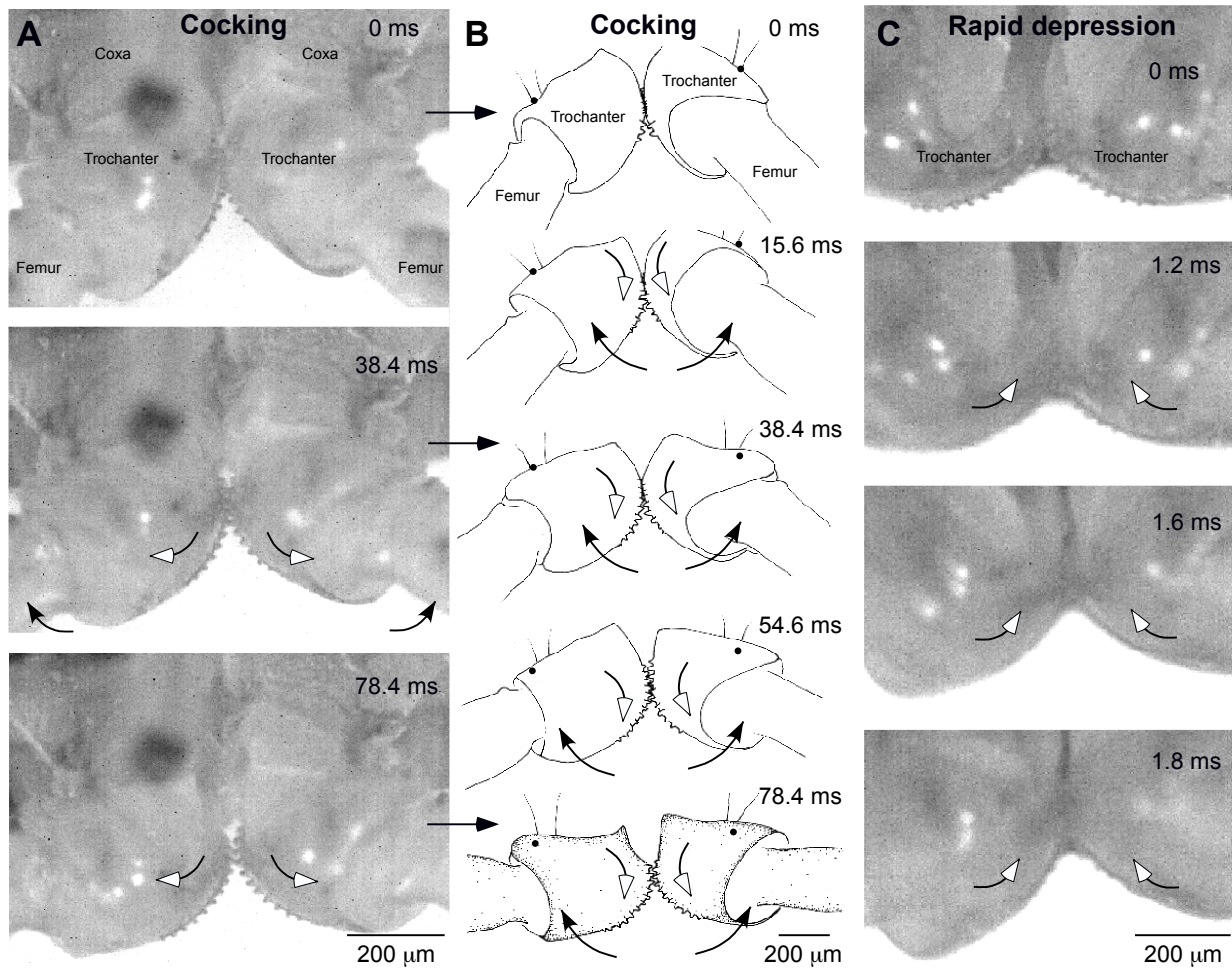 A
Cocking
0 ms
Coxa
Coxa
Trochanter
Trochanter
Femur
Femur
38.4 ms
78.4 ms
200 μm
B
Cocking
0 ms
Trochanter
Trochanter
Femur
Femur
15.6 ms
38.4 ms
54.6 ms
78.4 ms
200 μm
C
Rapid depression
0 ms
Trochanter
Trochanter
1.2 ms
1.6 ms
1.8 ms
200 μm